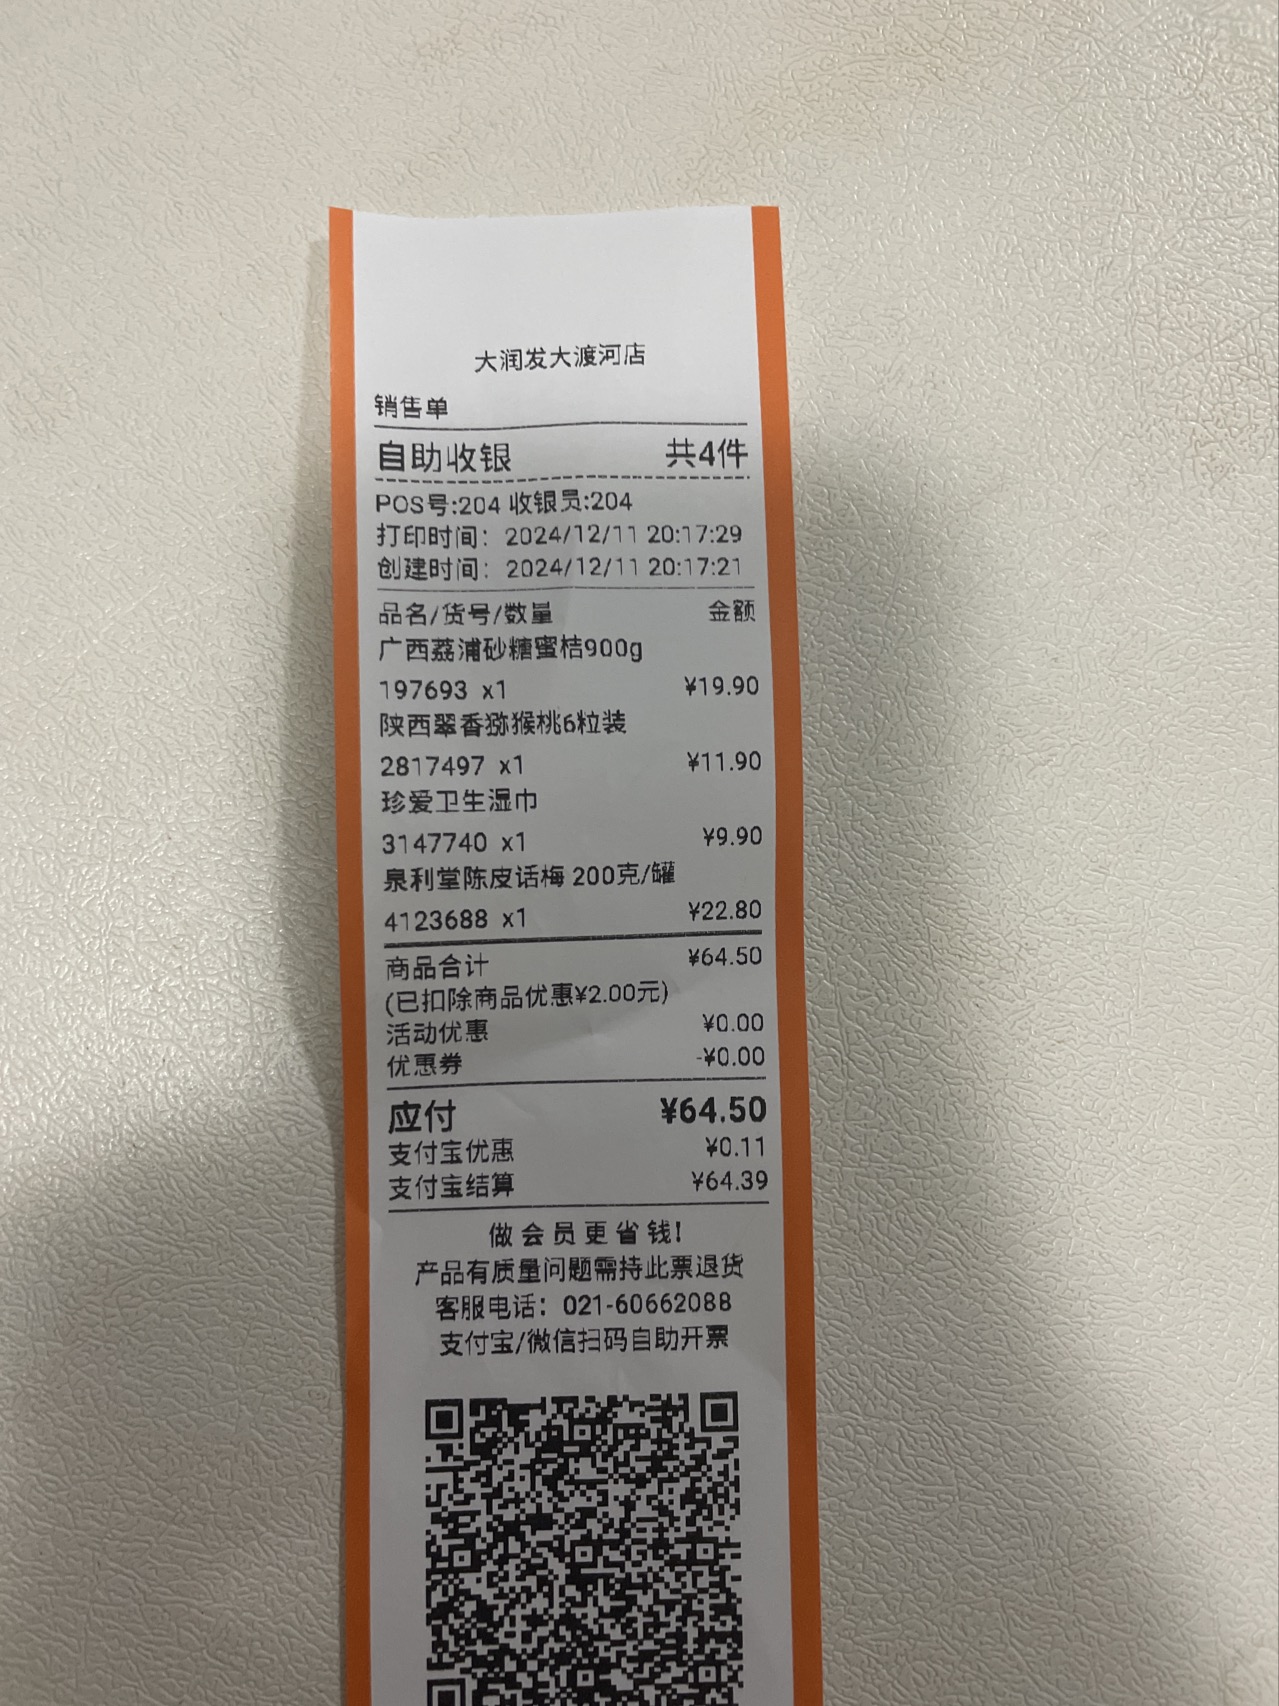 大润发大渡河店
销售单
自助收银 共4件
POS号:204 收银员:204
打印时间：2024/12/11 20:17:29
创建时间：2024/12/11 20:17:21
品名/货号/数量 金额
广西荔浦砂糖蜜桔900g
197693 x1 ¥19.90
陕西翠香猕猴桃6粒装
2817497 x1 ¥11.90
珍爱卫生湿巾
3147740 x1 ¥9.90
泉利堂陈皮话梅 200克/罐
4123688 x1 ¥22.80
商品合计 ¥64.50
(已扣除商品优惠¥2.00元)
活动优惠 ¥0.00
优惠券 -¥0.00
应付 ¥64.50
支付宝优惠 ¥0.11
支付宝结算 ¥64.39
做会员更省钱!
产品有质量问题需持此票退货
客服电话：021-60662088
支付宝/微信扫码自助开票